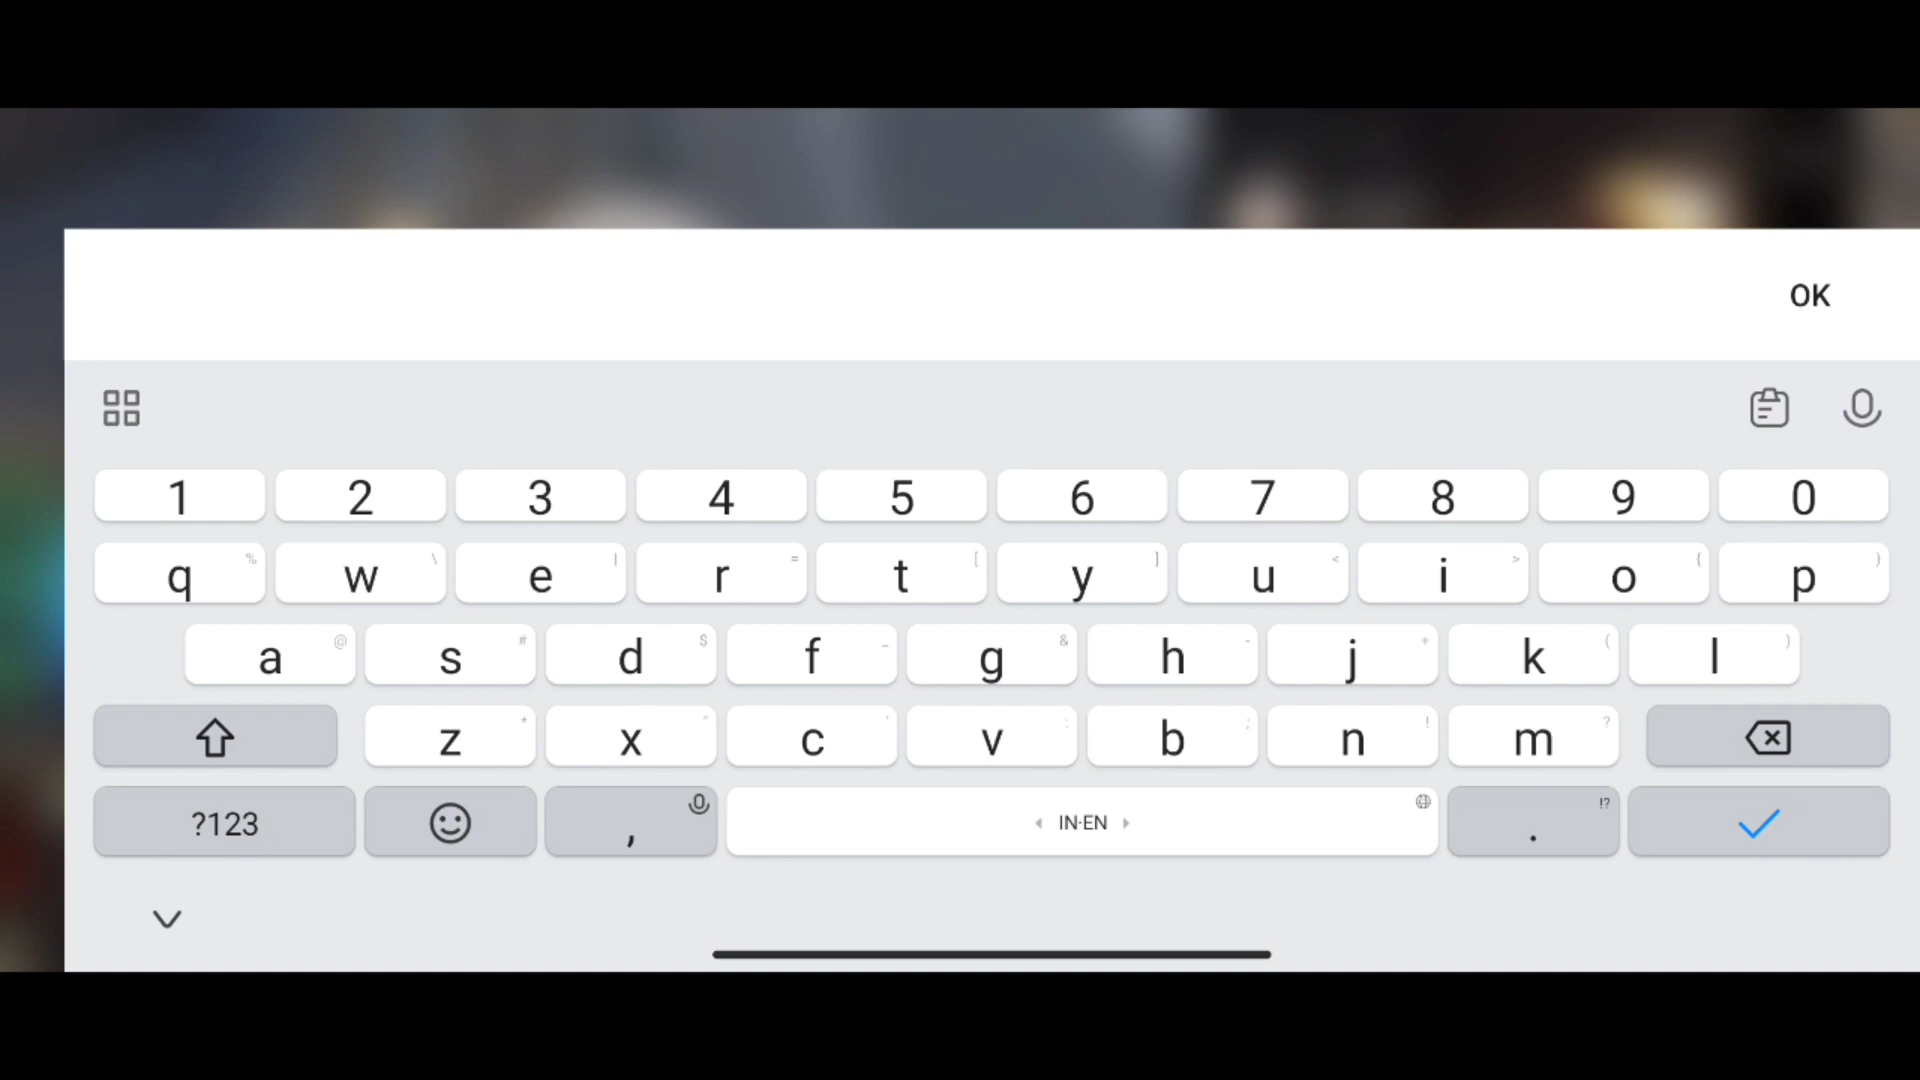 OK
1 2 3 4 5 6 7 8 9 0
q % w \ e | r = t [ y ] u < i > o { p }
a @ s # d $ f _ g & h - j + k ( l )
z * x " c ' v : b ; n ! m ?
?123 , IN·EN . !?